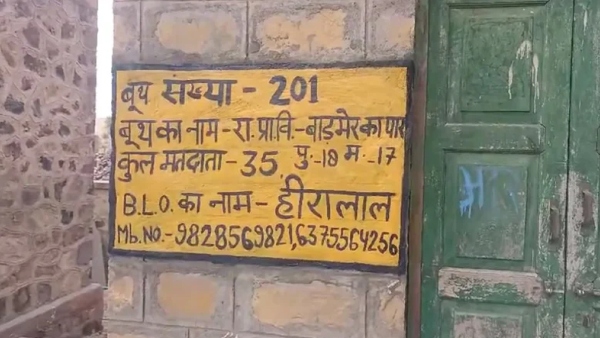 बूथ संख्या - 201
बूथ का नाम - रा.प्रा.वि.-बाड़मेर का पार
कुल मतदाता - 35 पु.-18 म.-17
B.L.O. का नाम - हीरालाल
Mb.NO.- 9828569821,6375564256